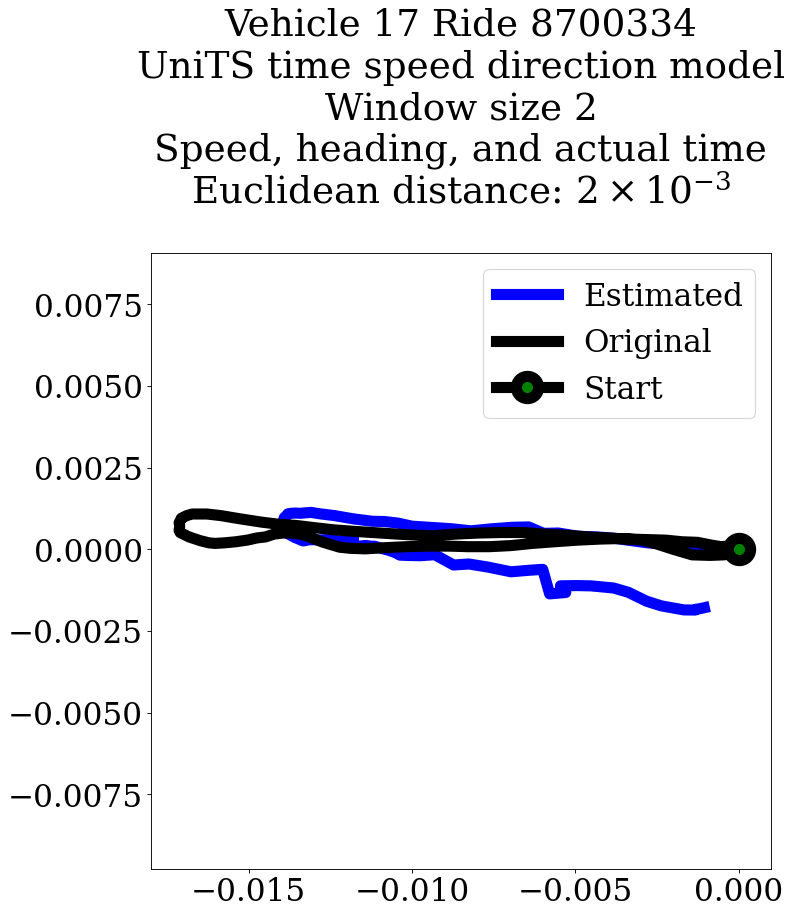 Vehicle 17 Ride 8700334
UniTS time speed direction model
Window size 2
Speed, heading, and actual time
Euclidean distance: 2 × 10⁻³
Estimated
Original
Start
0.0075
0.0050
0.0025
0.0000
−0.0025
−0.0050
−0.0075
−0.015 −0.010 −0.005 0.000